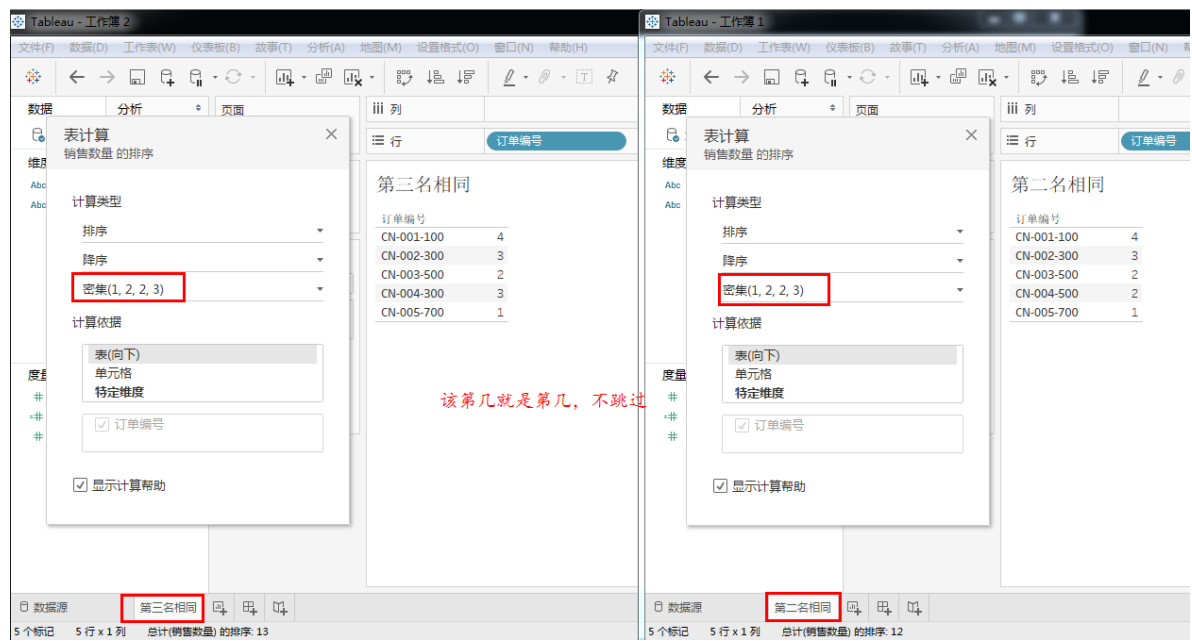 Tableau - 工作簿 2
文件(F) 数据(D) 工作表(W) 仪表板(B) 故事(T) 分析(A) 地图(M) 设置格式(O) 窗口(N) 帮助(H)
数据 分析 页面
iii 列
行 订单编号
维度
Abc
Abc
表计算
销售数量 的排序
计算类型
排序
降序
密集(1, 2, 2, 3)
计算依据
表(向下)
单元格
特定维度
订单编号
显示计算帮助
第三名相同
订单编号
CN-001-100 4
CN-002-300 3
CN-003-500 2
CN-004-300 3
CN-005-700 1
该第几就是第几，不跳过
数据源 第三名相同
5 个标记 5 行 x 1 列 总计(销售数量) 的排序: 13
Tableau - 工作簿 1
文件(F) 数据(D) 工作表(W) 仪表板(B) 故事(T) 分析(A) 地图(M) 设置格式(O) 窗口(N)
数据 分析 页面
iii 列
行 订单编号
维度
Abc
Abc
表计算
销售数量 的排序
计算类型
排序
降序
密集(1, 2, 2, 3)
计算依据
表(向下)
单元格
特定维度
度量
订单编号
显示计算帮助
第二名相同
订单编号
CN-001-100 4
CN-002-300 3
CN-003-500 2
CN-004-500 2
CN-005-700 1
数据源 第二名相同
5 个标记 5 行 x 1 列 总计(销售数量) 的排序: 12